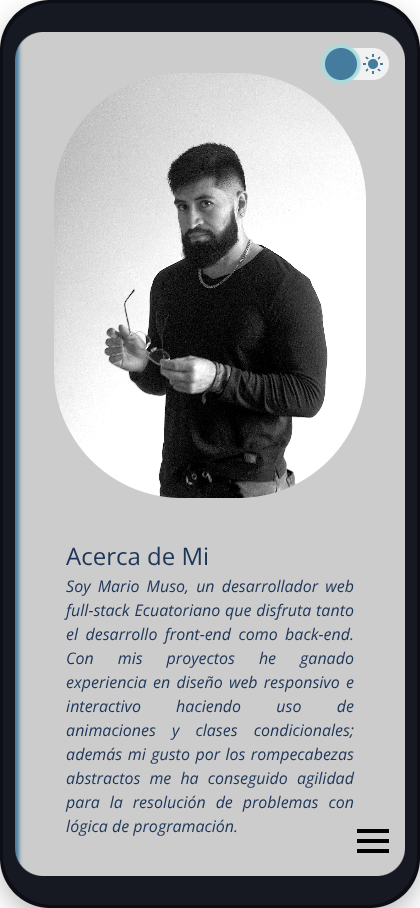 Acerca de Mi
Soy Mario Muso, un desarrollador web
full-stack Ecuatoriano que disfruta tanto
el desarrollo front-end como back-end.
Con mis proyectos he ganado
experiencia en diseño web responsivo e
interactivo haciendo uso de
animaciones y clases condicionales;
además mi gusto por los rompecabezas
abstractos me ha conseguido agilidad
para la resolución de problemas con
lógica de programación.